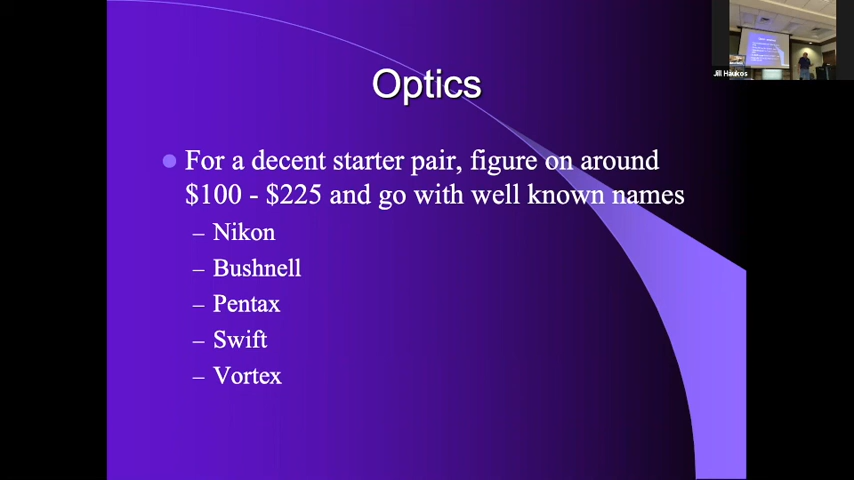 Optics
For a decent starter pair, figure on around
$100 - $225 and go with well known names
– Nikon
– Bushnell
– Pentax
– Swift
– Vortex
Jill Haukos